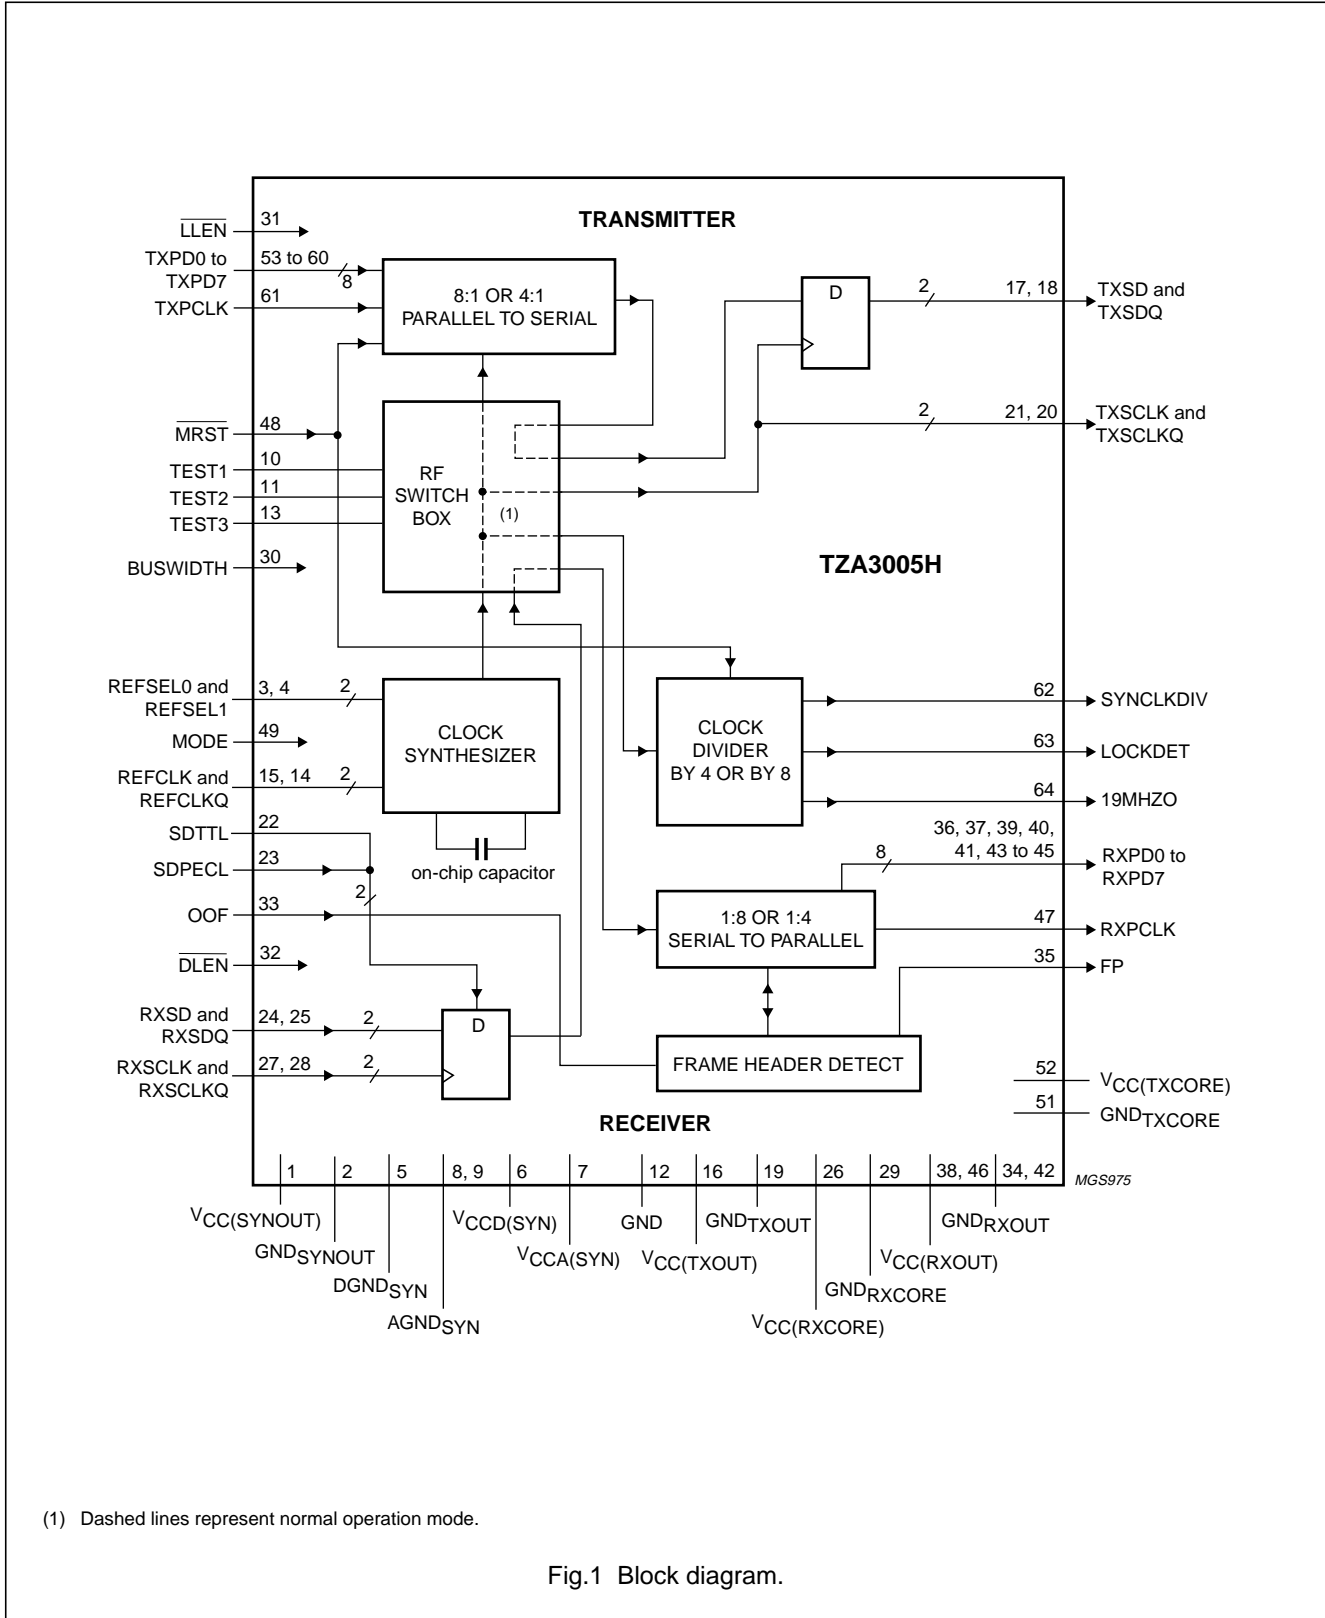 TRANSMITTER
LLEN
31
TXPD0 to
TXPD7
53 to 60
8
TXPCLK
61
8:1 OR 4:1
PARALLEL TO SERIAL
D
2
17, 18
TXSD and
TXSDQ
2
21, 20
TXSCLK and
TXSCLKQ
MRST
48
TEST1
10
TEST2
11
TEST3
13
RF
SWITCH
BOX
(1)
BUSWIDTH
30
TZA3005H
REFSEL0 and
REFSEL1
3, 4
2
MODE
49
REFCLK and
REFCLKQ
15, 14
2
CLOCK
SYNTHESIZER
on-chip capacitor
CLOCK
DIVIDER
BY 4 OR BY 8
62
SYNCLKDIV
63
LOCKDET
64
19MHZO
SDTTL
22
SDPECL
23
2
OOF
33
DLEN
32
36, 37, 39, 40,
41, 43 to 45
8
RXPD0 to
RXPD7
1:8 OR 1:4
SERIAL TO PARALLEL
47
RXPCLK
35
FP
RXSD and
RXSDQ
24, 25
2
RXSCLK and
RXSCLKQ
27, 28
2
D
FRAME HEADER DETECT
52
VCC(TXCORE)
51
GNDTXCORE
RECEIVER
1
2
5
8, 9
6
7
12
16
19
26
29
38, 46
34, 42
MGS975
VCC(SYNOUT)
GNDSYNOUT
DGNDSYN
AGNDSYN
VCCD(SYN)
VCCA(SYN)
GND
VCC(TXOUT)
GNDTXOUT
VCC(RXCORE)
GNDRXCORE
VCC(RXOUT)
GNDRXOUT
(1) Dashed lines represent normal operation mode.
Fig.1 Block diagram.